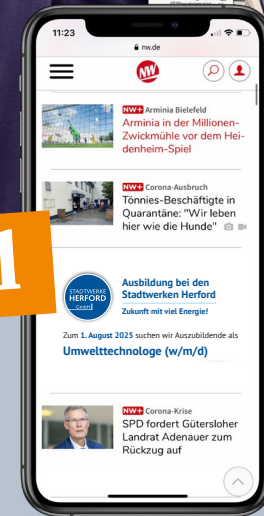 11:23
nw.de
NW
NW+ Arminia Bielefeld
Arminia in der Millionen-
Zwickmühle vor dem Hei-
denheim-Spiel
NW+ Corona-Ausbruch
Tönnies-Beschäftigte in
Quarantäne: "Wir leben
hier wie die Hunde"
1
STADTWERKE
HERFORD
GmbH
Ausbildung bei den
Stadtwerken Herford
Zukunft mit viel Energie!
Zum 1. August 2025 suchen wir Auszubildende als
Umwelttechnologe (w/m/d)
NW+ Corona-Krise
SPD fordert Gütersloher
Landrat Adenauer zum
Rückzug auf